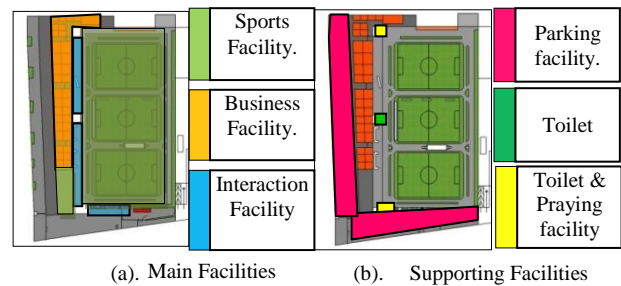 Sports
Facility.
Business
Facility.
Interaction
Facility
Parking
facility.
Toilet
Toilet &
Praying
facility
(a). Main Facilities
(b). Supporting Facilities